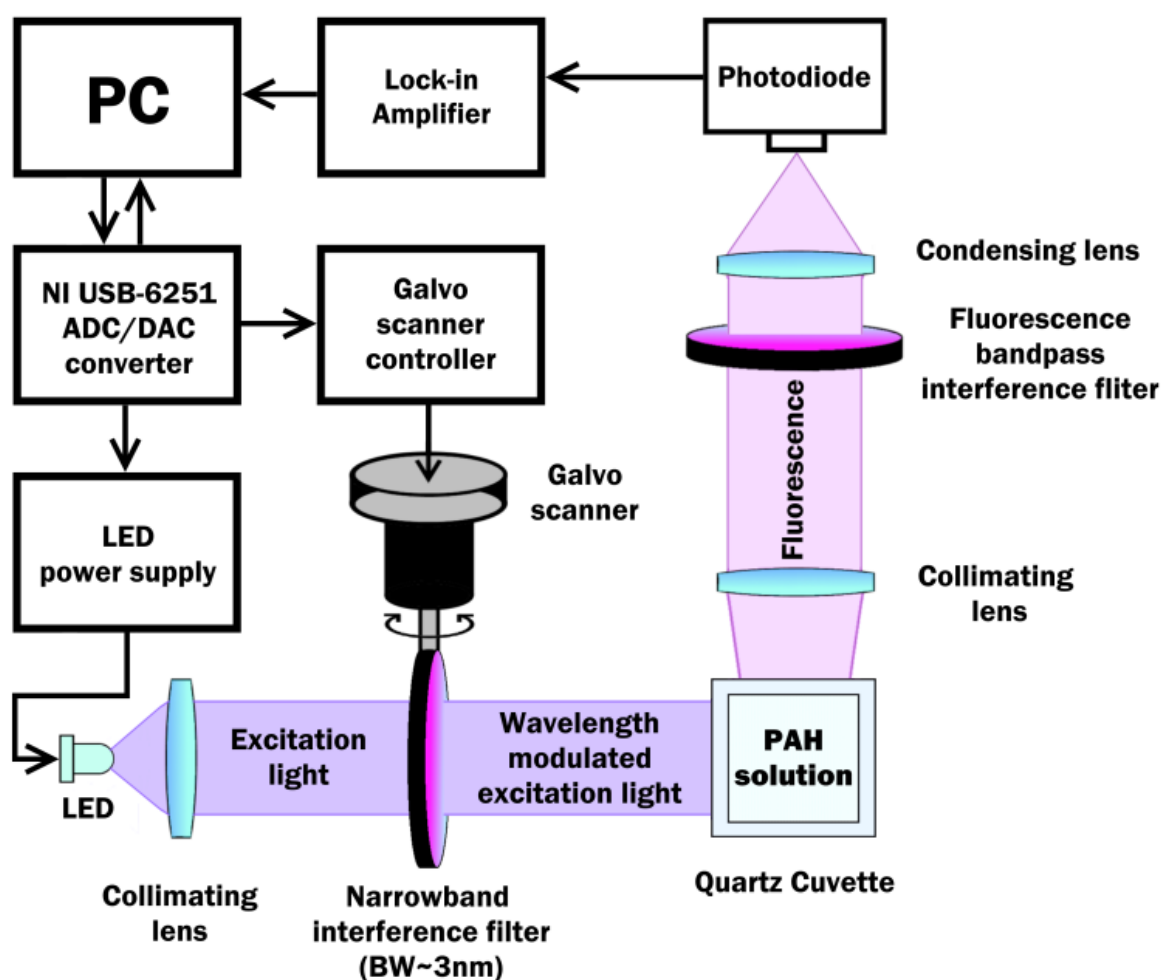 PC
Lock-in
Amplifier
Photodiode
Condensing lens
NI USB-6251
ADC/DAC
converter
Galvo
scanner
controller
Fluorescence
bandpass
interference fliter
Fluorescence
Galvo
scanner
LED
power supply
Collimating
lens
Excitation
light
Wavelength
modulated
excitation light
PAH
solution
LED
Quartz Cuvette
Collimating
lens
Narrowband
interference filter
(BW~3nm)